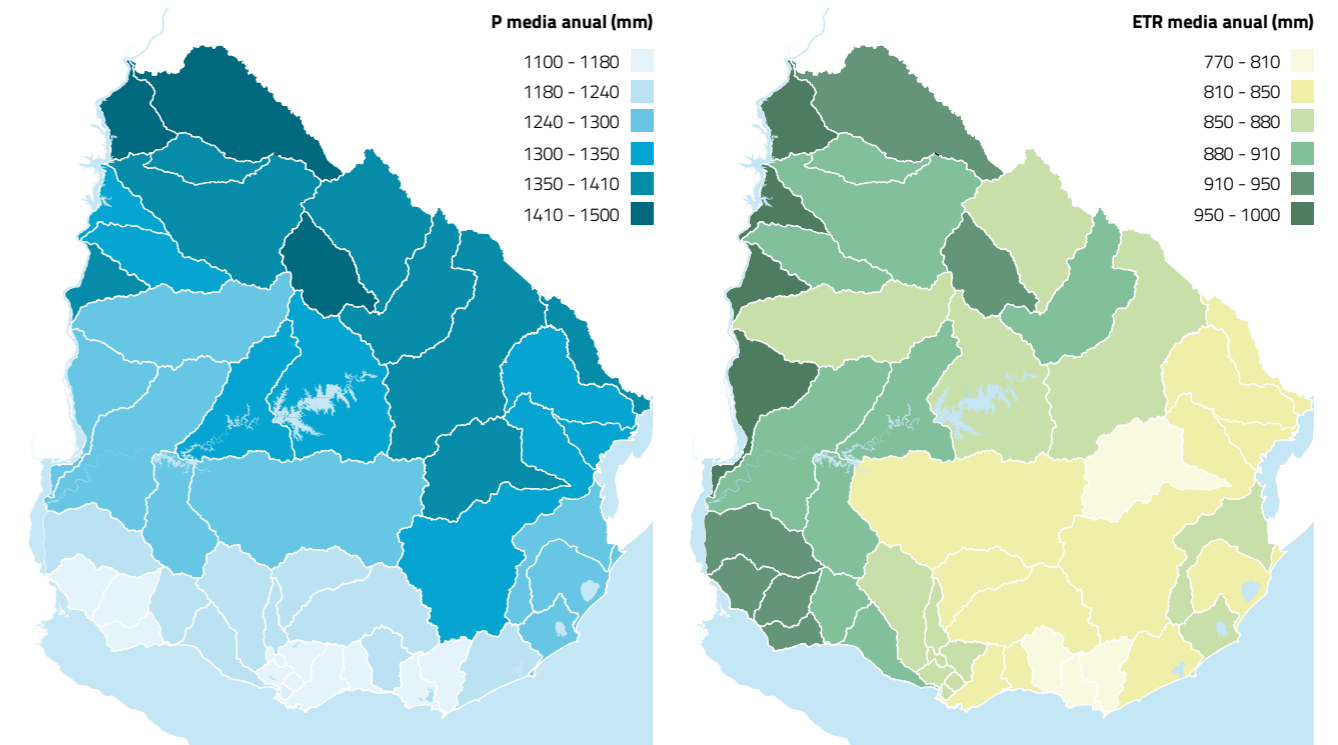 P media anual (mm)
1100 - 1180
1180 - 1240
1240 - 1300
1300 - 1350
1350 - 1410
1410 - 1500
ETR media anual (mm)
770 - 810
810 - 850
850 - 880
880 - 910
910 - 950
950 - 1000